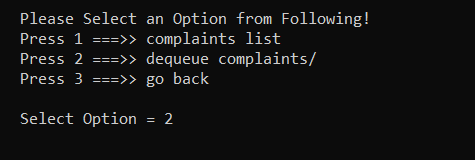 Please Select an Option from Following!
Press 1 ===>> complaints list
Press 2 ===>> dequeue complaints/
Press 3 ===>> go back
Select Option = 2